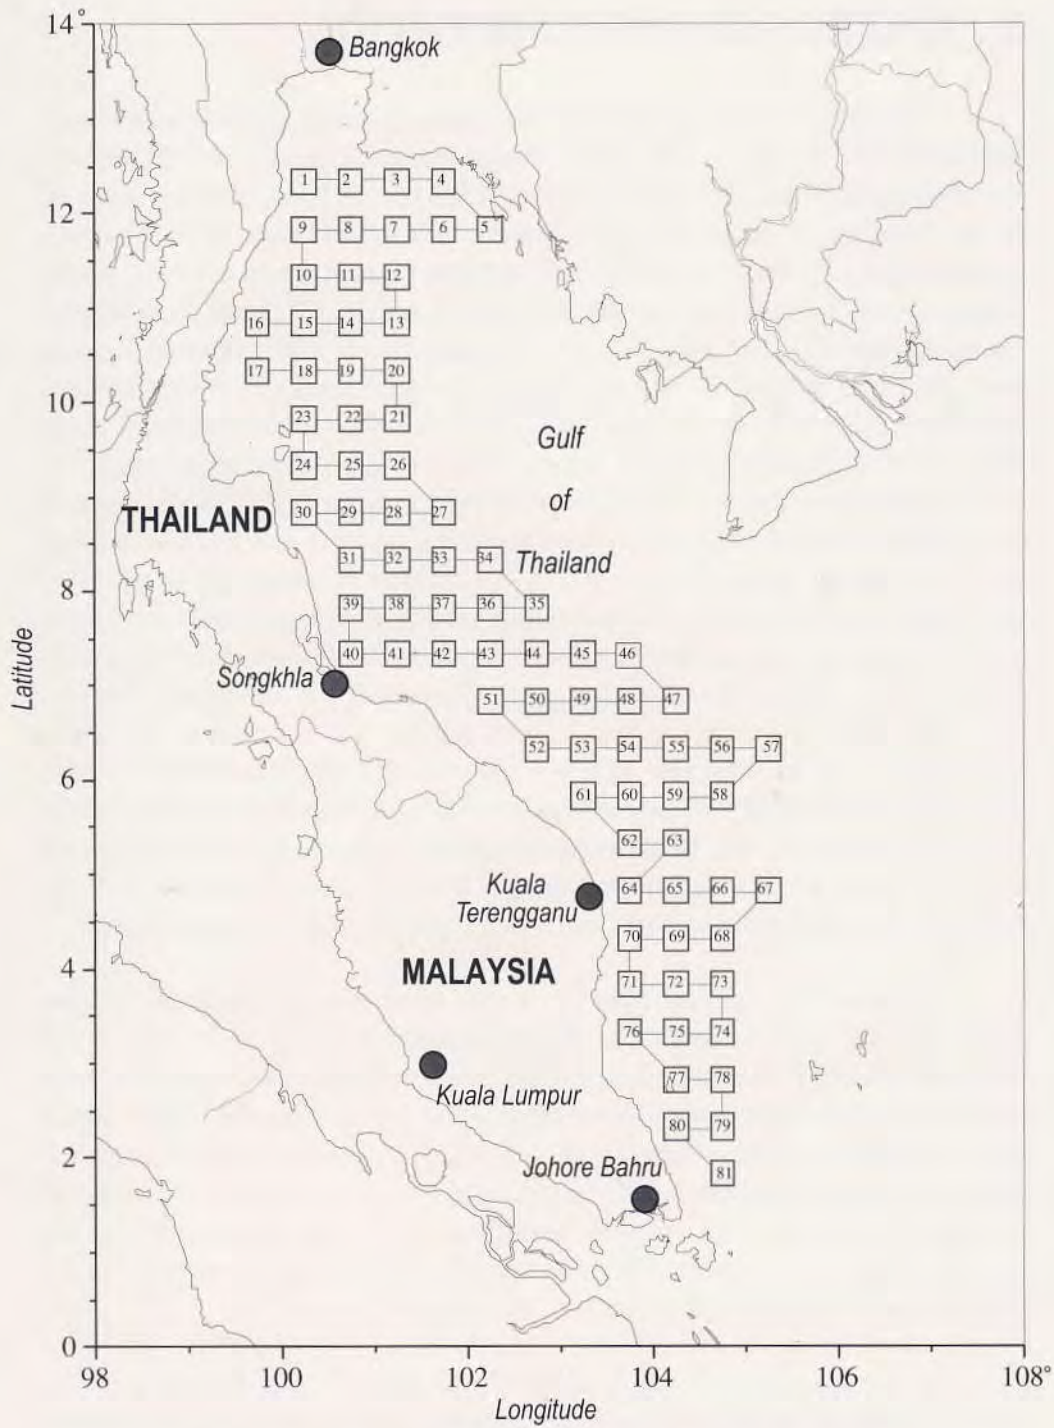 14°
Bangkok
1 2 3 4
12
9 8 7 6 5
10 11 12
16 15 14 13
17 18 19 20
10
23 22 21
Gulf
24 25 26
of
THAILAND
30 29 28 27
31 32 33 34
Thailand
8
39 38 37 36 35
40 41 42 43 44 45 46
Songkhla
51 50 49 48 47
52 53 54 55 56 57
6
61 60 59 58
62 63
Kuala
Terengganu
64 65 66 67
70 69 68
4
MALAYSIA
71 72 73
76 75 74
77 78
Kuala Lumpur
80 79
2
Johore Bahru
81
0
98 100 102 104 106 108°
Latitude
Longitude